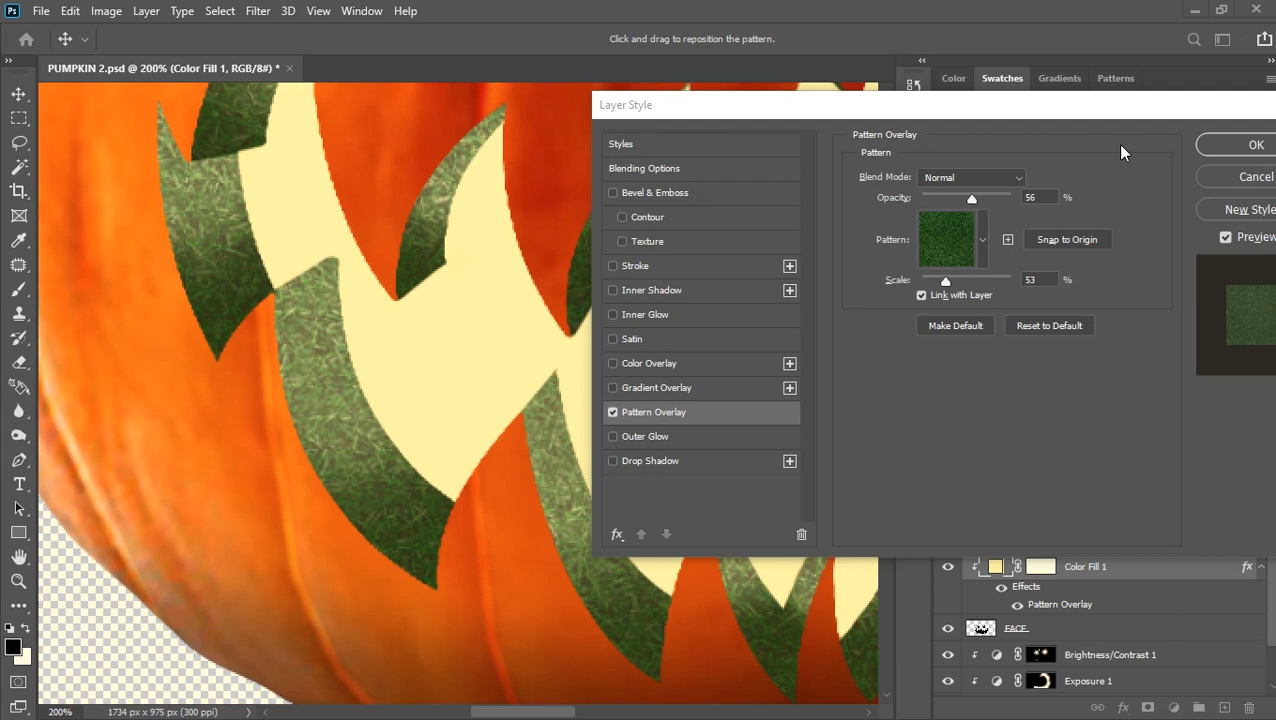 Ps File Edit Image Layer Type Select Filter 3D View Window Help
Click and drag to reposition the pattern.
PUMPKIN 2.psd @ 200% (Color Fill 1, RGB/8#) *
Color Swatches Gradients Patterns
Layer Style
Styles
Blending Options
Bevel & Emboss
Contour
Texture
Stroke
Inner Shadow
Inner Glow
Satin
Color Overlay
Gradient Overlay
Pattern Overlay
Outer Glow
Drop Shadow
fx
Pattern Overlay
Pattern
Blend Mode: Normal
Opacity: 56 %
Pattern: Snap to Origin
Scale: 53 %
Link with Layer
Make Default Reset to Default
OK
Cancel
New Style
Preview
Color Fill 1 fx
Effects
Pattern Overlay
FACE
Brightness/Contrast 1
Exposure 1
fx
200% 1734 px x 975 px (300 ppi)